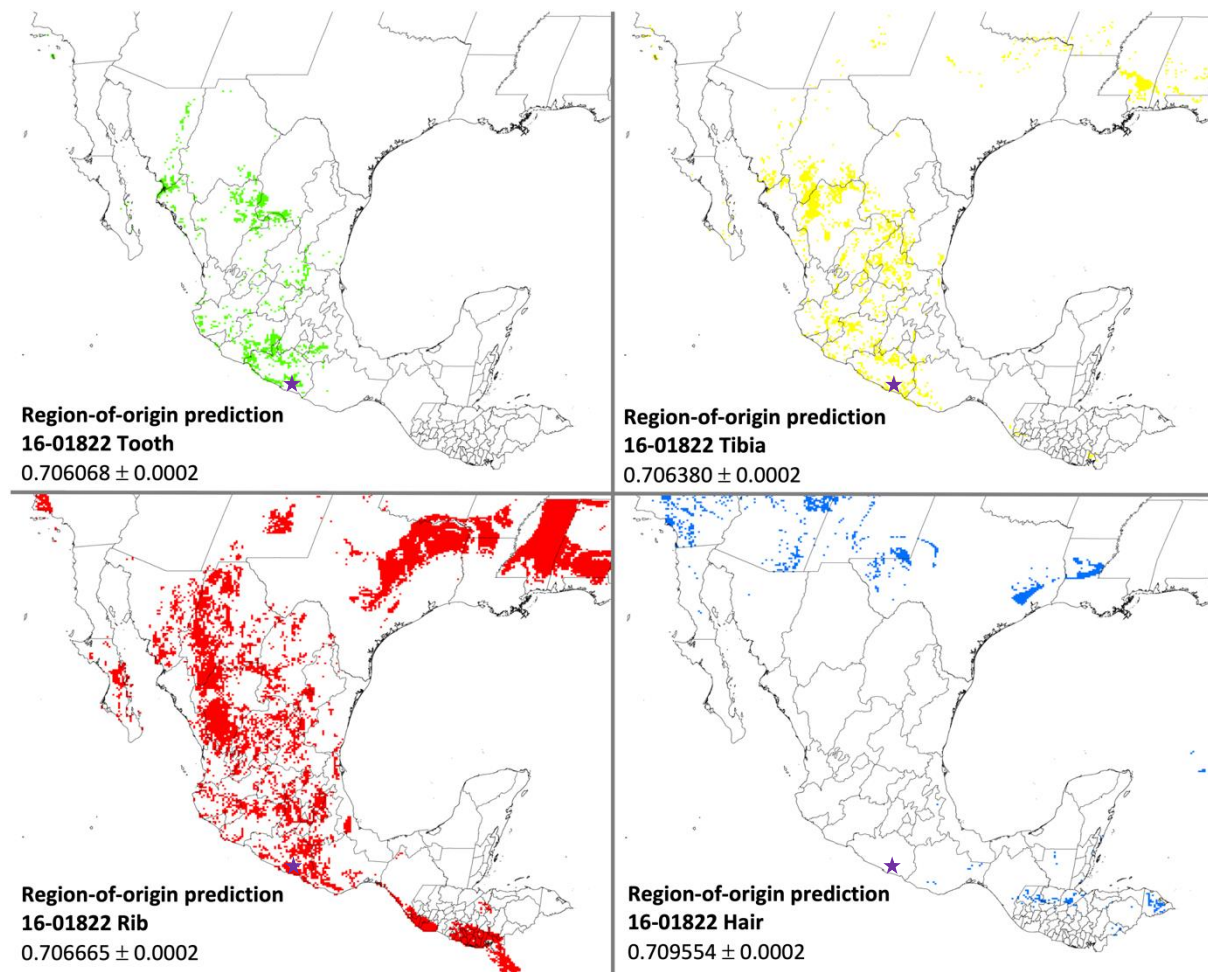 Region-of-origin prediction
16-01822 Tooth
0.706068 ± 0.0002
Region-of-origin prediction
16-01822 Tibia
0.706380 ± 0.0002
Region-of-origin prediction
16-01822 Rib
0.706665 ± 0.0002
Region-of-origin prediction
16-01822 Hair
0.709554 ± 0.0002